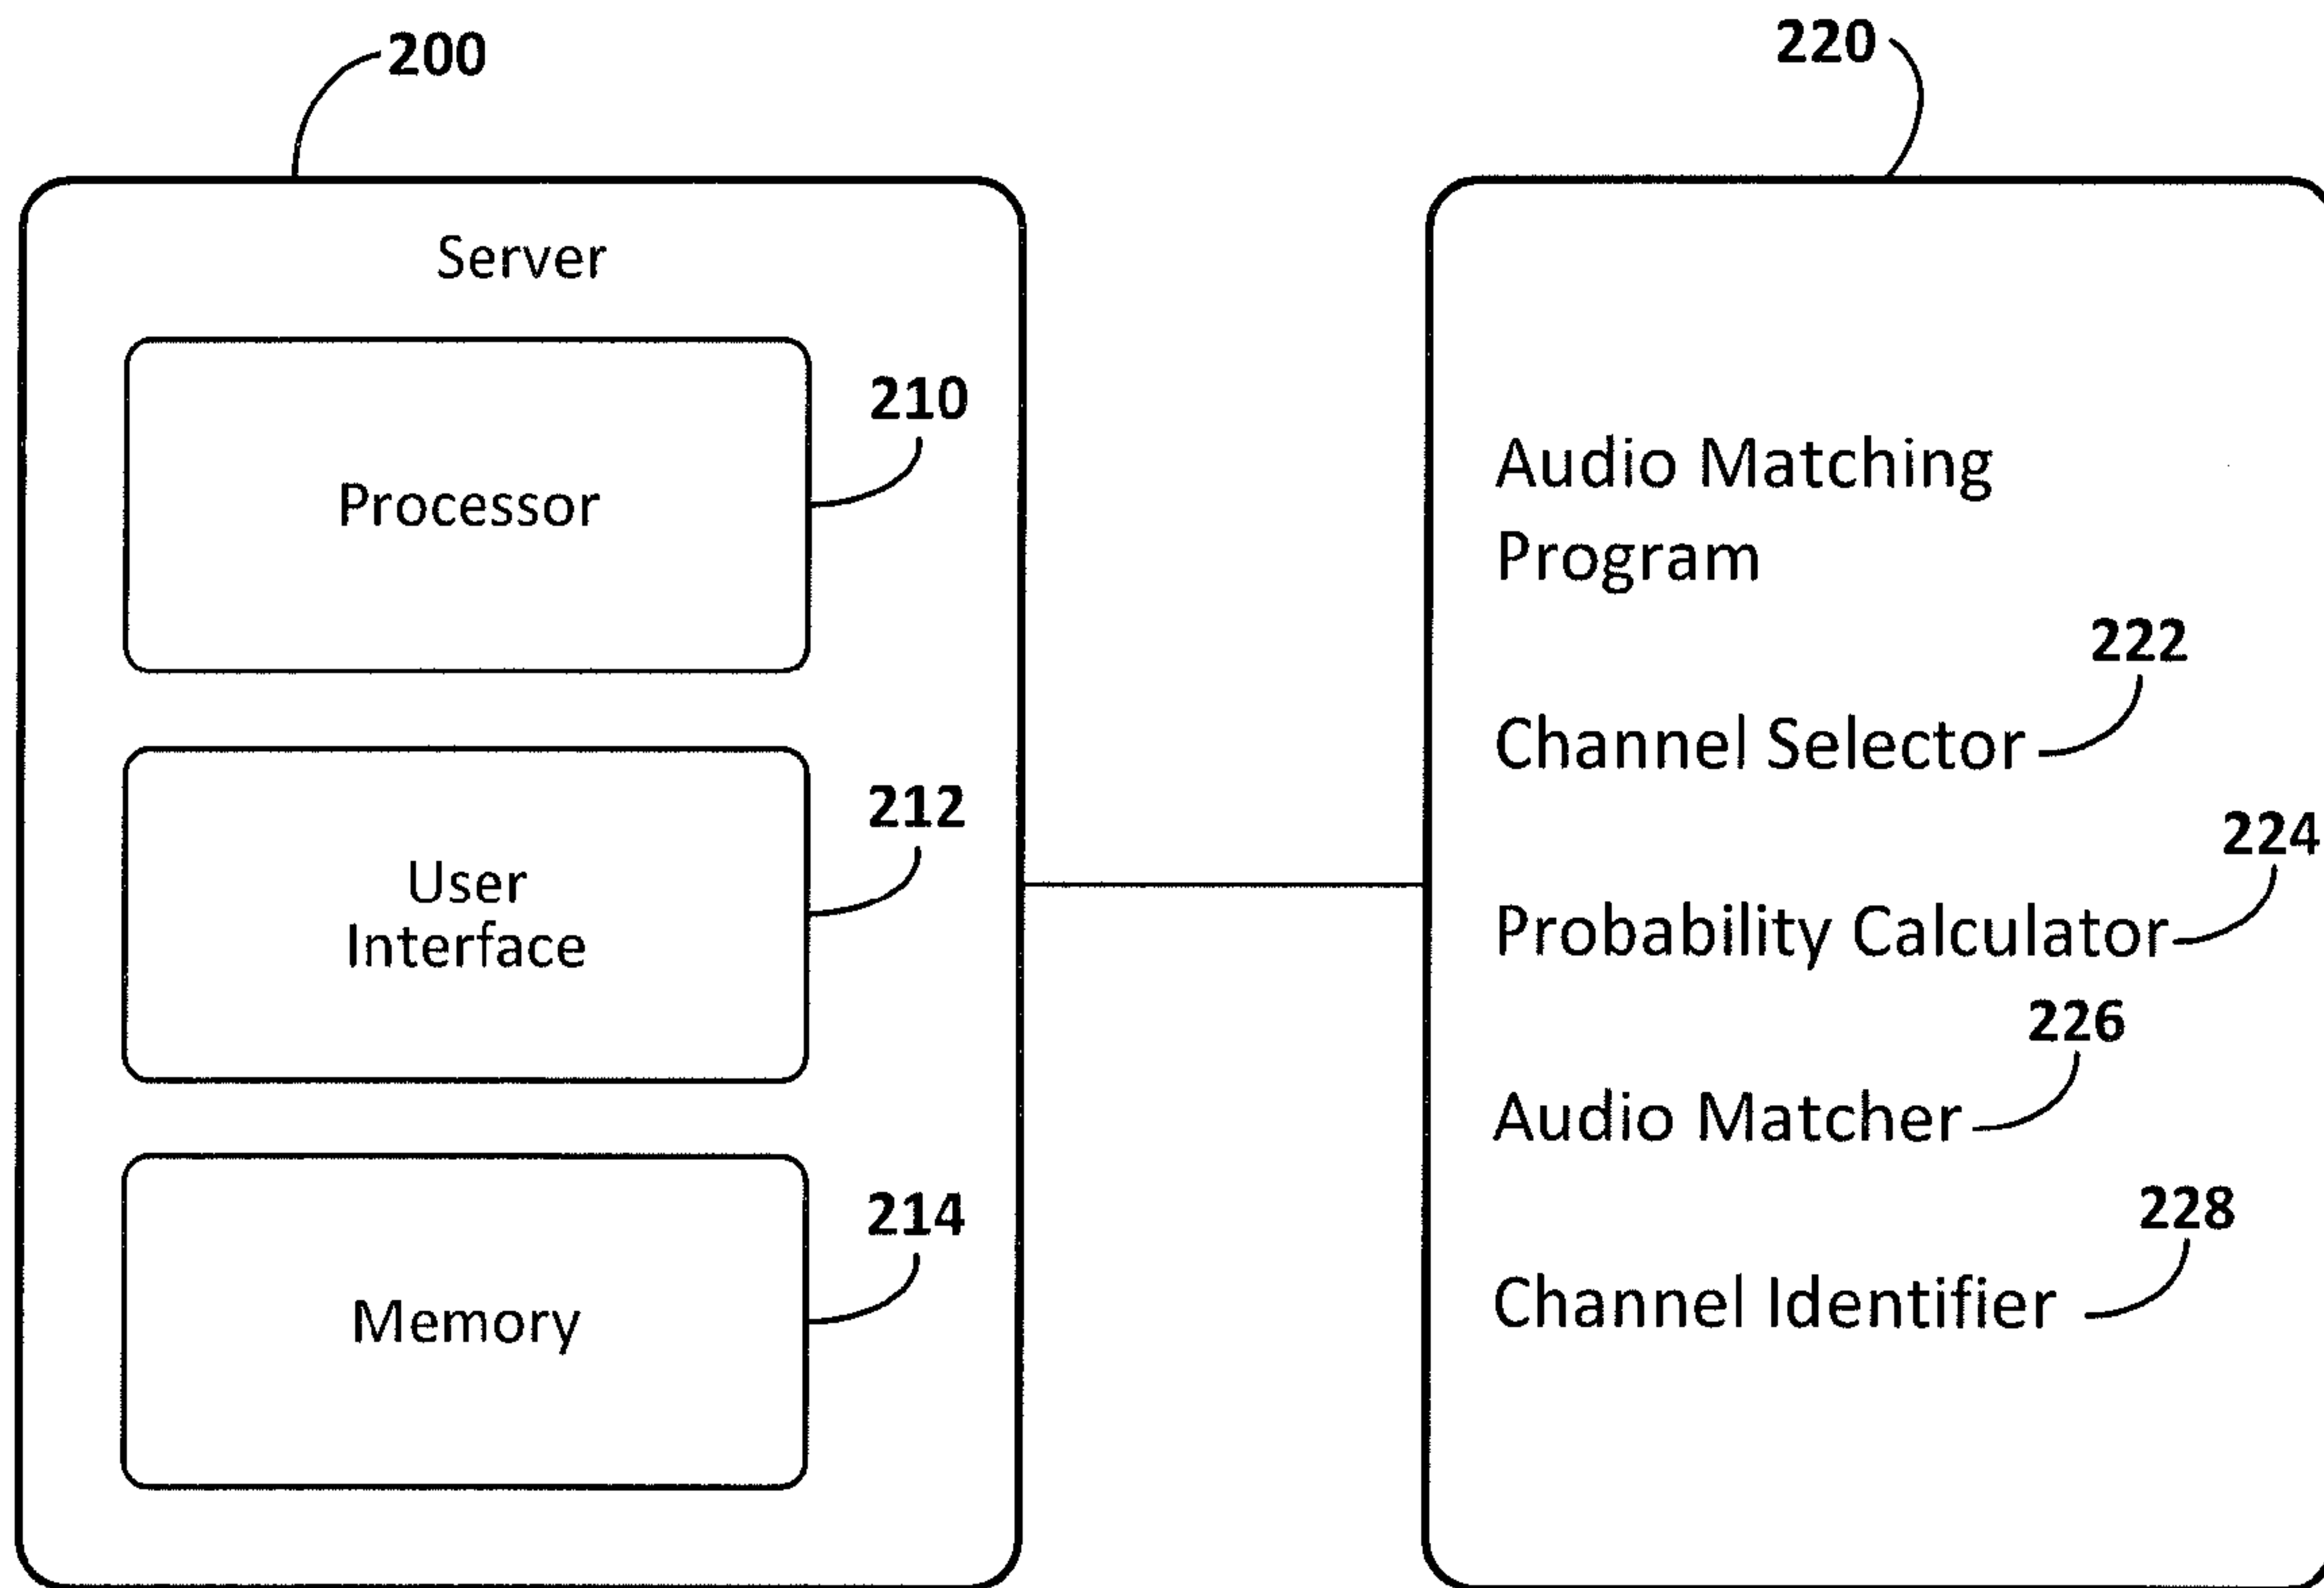 200
220
Server
Processor
210
User
Interface
212
Memory
214
Audio Matching
Program
222
Channel Selector
224
Probability Calculator
226
Audio Matcher
228
Channel Identifier